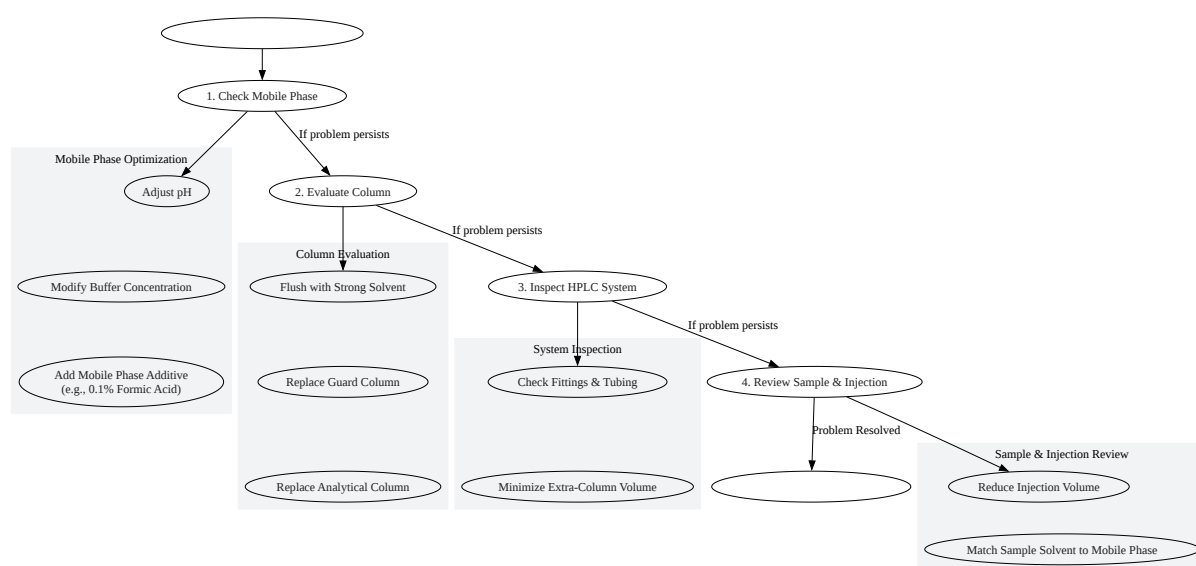 1. Check Mobile Phase
If problem persists
Mobile Phase Optimization
Adjust pH
2. Evaluate Column
If problem persists
Column Evaluation
Modify Buffer Concentration
Flush with Strong Solvent
3. Inspect HPLC System
If problem persists
System Inspection
Add Mobile Phase Additive
(e.g., 0.1% Formic Acid)
Replace Guard Column
Check Fittings & Tubing
4. Review Sample & Injection
Problem Resolved
Sample & Injection Review
Replace Analytical Column
Minimize Extra-Column Volume
Reduce Injection Volume
Match Sample Solvent to Mobile Phase